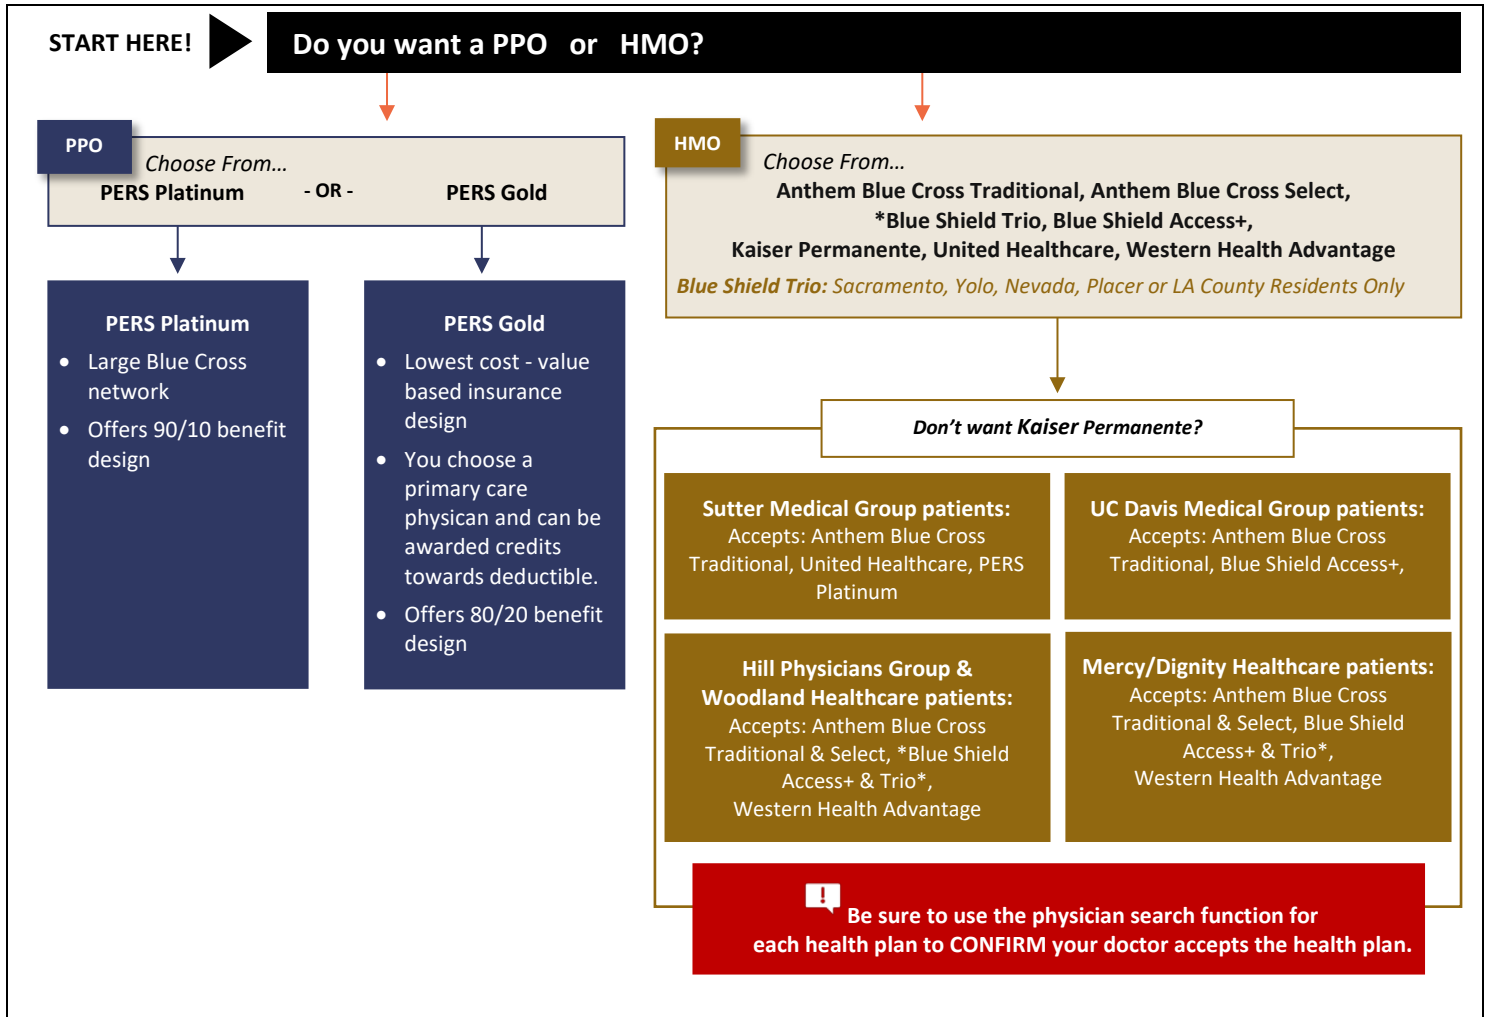 START HERE!
Do you want a PPO or HMO?
PPO
Choose From...
PERS Platinum - OR - PERS Gold
PERS Platinum
• Large Blue Cross
network
• Offers 90/10 benefit
design
PERS Gold
• Lowest cost - value
based insurance
design
• You choose a
primary care
physican and can be
awarded credits
towards deductible.
• Offers 80/20 benefit
design
HMO
Choose From...
Anthem Blue Cross Traditional, Anthem Blue Cross Select,
*Blue Shield Trio, Blue Shield Access+,
Kaiser Permanente, United Healthcare, Western Health Advantage
Blue Shield Trio: Sacramento, Yolo, Nevada, Placer or LA County Residents Only
Don't want Kaiser Permanente?
Sutter Medical Group patients:
Accepts: Anthem Blue Cross
Traditional, United Healthcare, PERS
Platinum
UC Davis Medical Group patients:
Accepts: Anthem Blue Cross
Traditional, Blue Shield Access+,
Hill Physicians Group &
Woodland Healthcare patients:
Accepts: Anthem Blue Cross
Traditional & Select, *Blue Shield
Access+ & Trio*,
Western Health Advantage
Mercy/Dignity Healthcare patients:
Accepts: Anthem Blue Cross
Traditional & Select, Blue Shield
Access+ & Trio*,
Western Health Advantage
! Be sure to use the physician search function for
each health plan to CONFIRM your doctor accepts the health plan.